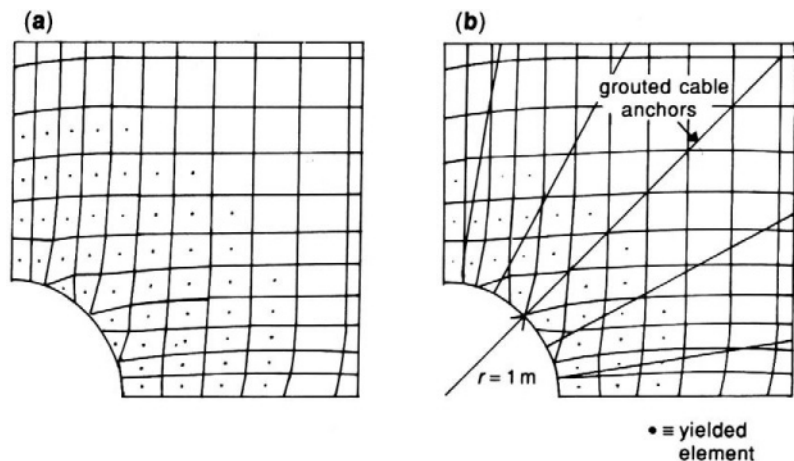 (a)
(b)
grouted cable
anchors
r = 1 m
• ≡ yielded
element